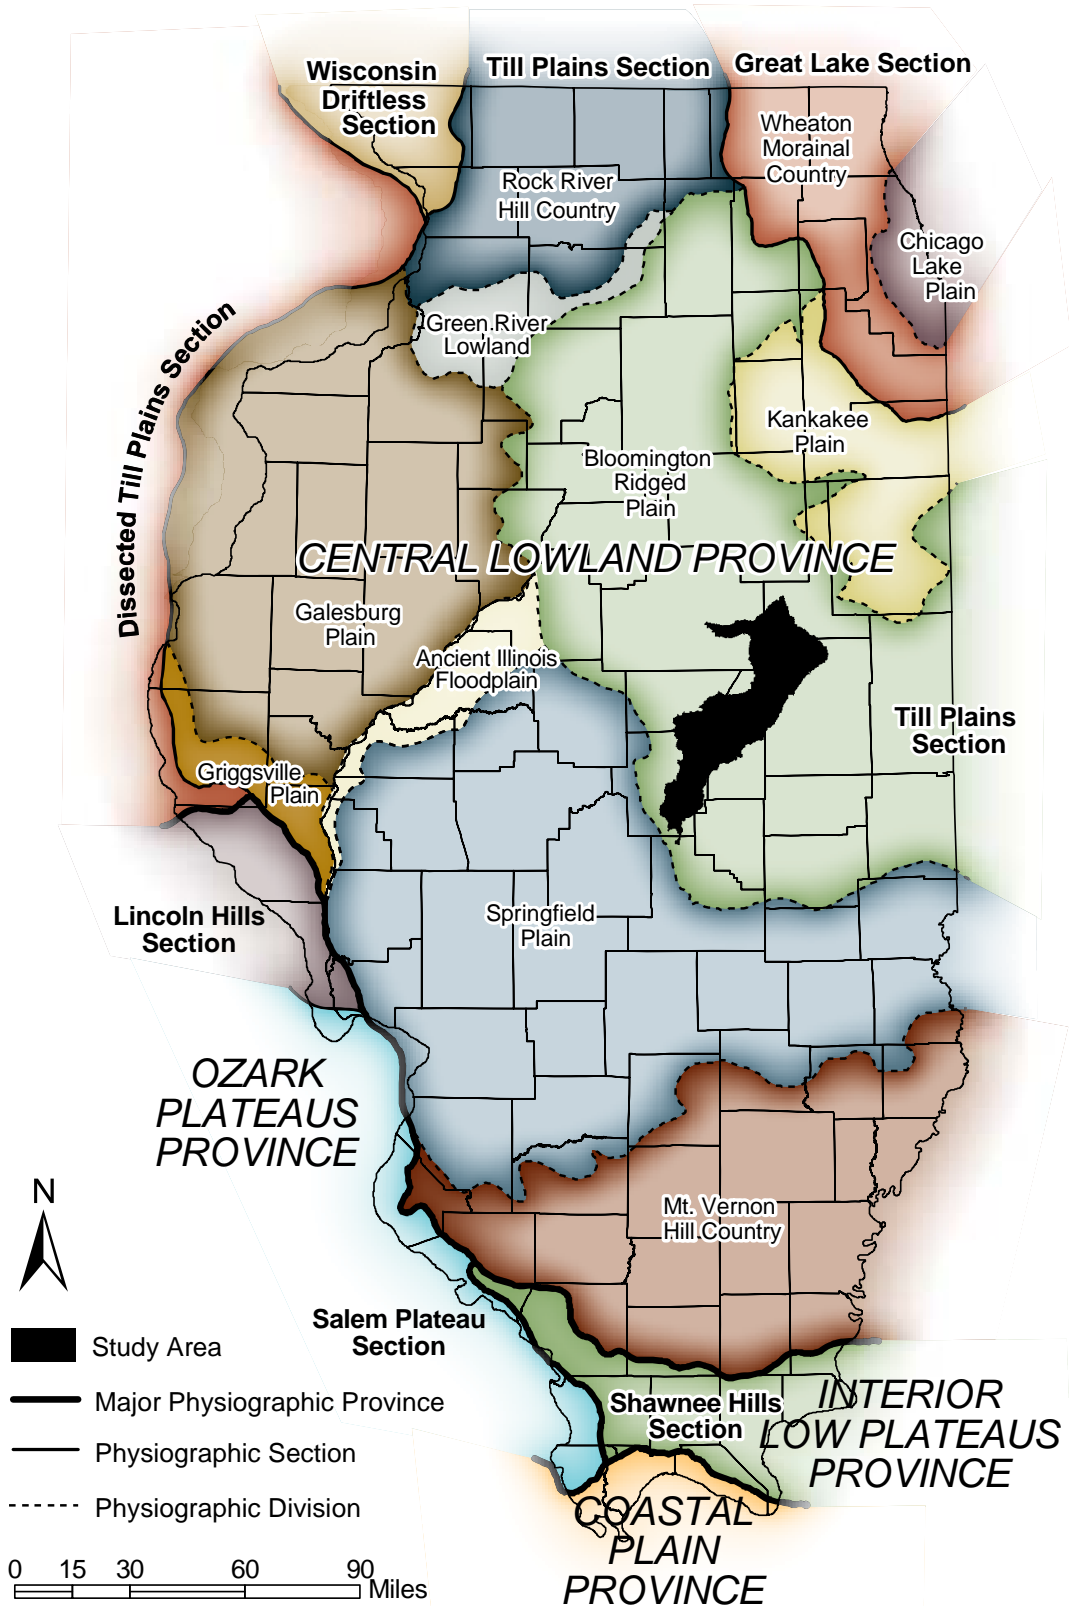 Wisconsin
Driftless
Section
Till Plains Section
Great Lake Section
Wheaton
Morainal
Country
Rock River
Hill Country
Chicago
Lake
Plain
Green River
Lowland
Dissected Till Plains Section
Kankakee
Plain
Bloomington
Ridged
Plain
CENTRAL LOWLAND PROVINCE
Galesburg
Plain
Ancient Illinois
Floodplain
Till Plains
Section
Griggsville
Plain
Lincoln Hills
Section
Springfield
Plain
OZARK
PLATEAUS
PROVINCE
Mt. Vernon
Hill Country
Salem Plateau
Section
Shawnee Hills
Section
INTERIOR
LOW PLATEAUS
PROVINCE
COASTAL
PLAIN
PROVINCE
N
Study Area
Major Physiographic Province
Physiographic Section
Physiographic Division
0 15 30 60 90
Miles